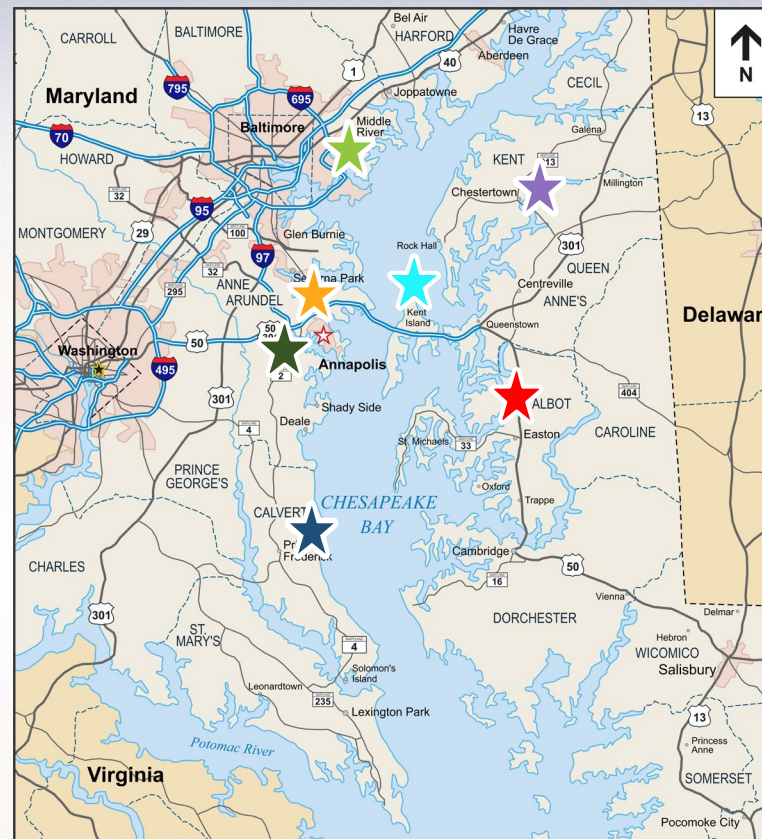 Bel Air
BALTIMORE
HARFORD
Havre
De Grace
CARROLL
N
40
Aberdeen
1
795
695
Joppatowne
CECIL
Maryland
13
Middle
River
Baltimore
Galena
70
HOWARD
KENT
213
Millington
Chestertown
32
95
100
29
Glen Burnie
301
MONTGOMERY
Rock Hall
97
QUEEN
ANNE'S
32
Severna Park
Centreville
ANNE
ARUNDEL
295
Kent
Island
Queenstown
Delawar
50
50
Washington
495
Annapolis
2
301
404
Shady Side
ALBOT
Deale
4
St. Michaels
33
Easton
CAROLINE
PRINCE
GEORGE'S
Oxford
Trappe
CHESAPEAKE
BAY
CALVERT
Frederick
Cambridge
50
CHARLES
16
Vienna
Delmar
301
DORCHESTER
ST.
MARY'S
MARYLAND
4
Hebron
WICOMICO
Salisbury
Solomon's
Island
Leonardtown
235
Lexington Park
13
Princess
Anne
Potomac River
Virginia
SOMERSET
Pocomoke City